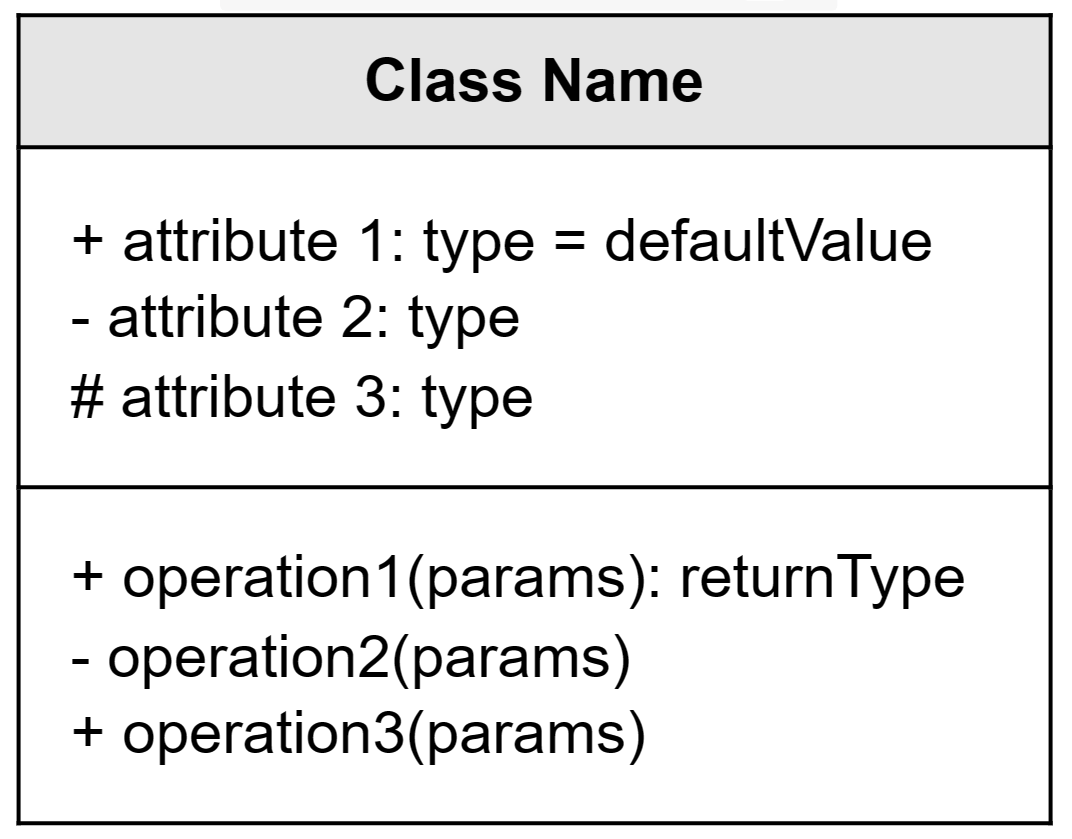 Class Name
+ attribute 1: type = defaultValue
- attribute 2: type
# attribute 3: type
+ operation1(params): returnType
- operation2(params)
+ operation3(params)